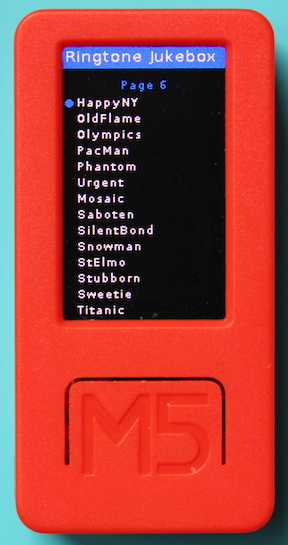 Ringtone Jukebox
Page 6
HappyNY
OldFlame
Olympics
PacMan
Phantom
Urgent
Mosaic
Saboten
SilentBond
Snowman
StElmo
Stubborn
Sweetie
Titanic
M5